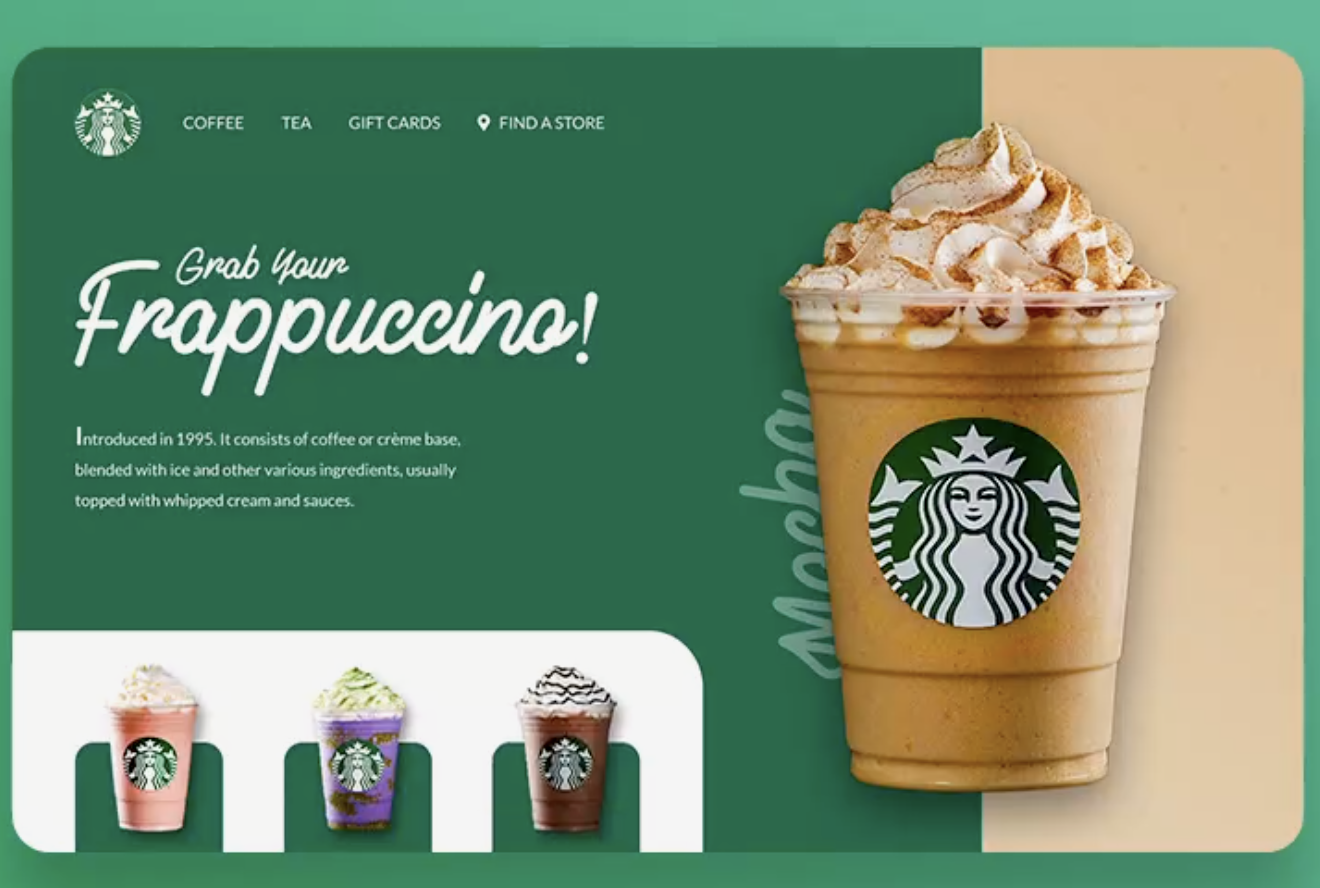 COFFEE TEA GIFT CARDS FIND A STORE
Grab Your
Frappuccino!
Introduced in 1995. It consists of coffee or crème base,
blended with ice and other various ingredients, usually
topped with whipped cream and sauces.
Mocha